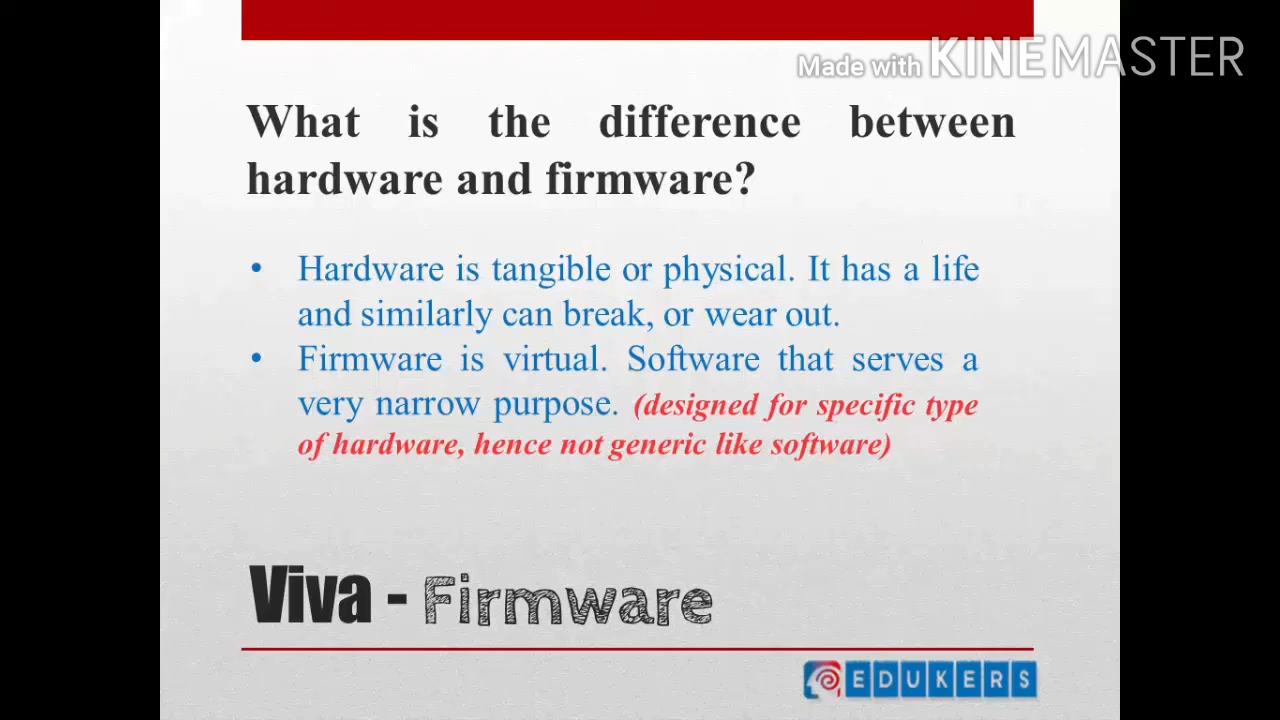 Made with KINEMASTER
What is the difference between
hardware and firmware?
• Hardware is tangible or physical. It has a life
and similarly can break, or wear out.
• Firmware is virtual. Software that serves a
very narrow purpose. (designed for specific type
of hardware, hence not generic like software)
Viva - Firmware
EDUKERS